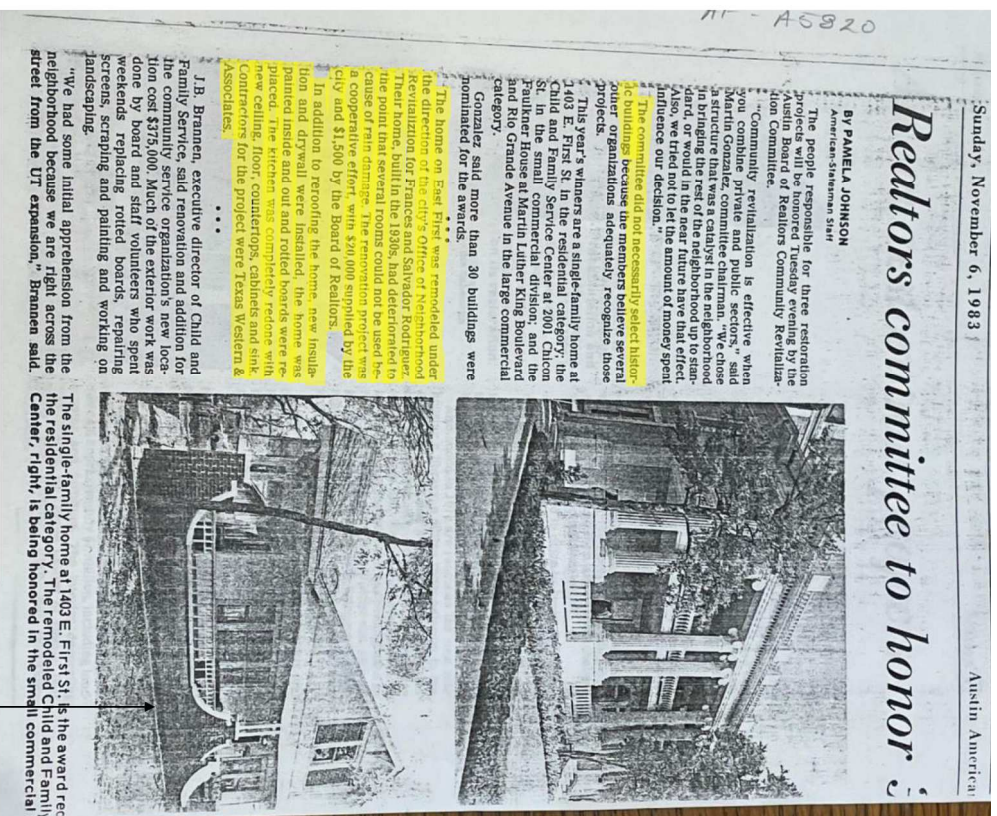 AF - A5820
Sunday, November 6, 1983
Austin America
Realtors committee to honor
By PAMELA JOHNSON
American-Statesman Staff
The people responsible for three restoration
projects will be honored Tuesday evening by the
Austin Board of Realtors Community Revitaliza-
tion Committee.
"Community revitalization is effective when
you combine private and public sectors," said
Martin Gonzalez, committee chairman. "We chose
a structure that was a catalyst in the neighborhood
in bringing the rest of the neighborhood up to stan-
dard, or would in the near future have that effect.
Also, we tried not to let the amount of money spent
influence our decision."
The committee did not necessarily select histor-
ic buildings because the members believe several
other organizations adequately recognize those
projects.
This year's winners are a single-family home at
1403 E. First St. in the residential category; the
Child and Family Service Center at 2001 Chicon
St. in the small commercial division; and the
Faulkner House at Martin Luther King Boulevard
and Rio Grande Avenue in the large commercial
category.
Gonzalez said more than 30 buildings were
nominated for the awards.
• • •
The home on East First was remodeled under
the direction of the city's Office of Neighborhood
Revitalization for Frances and Salvador Rodriguez.
Their home, built in the 1930s, had deteriorated to
the point that several rooms could not be used be-
cause of rain damage. The renovation project was
a cooperative effort, with $20,000 supplied by the
city and $1,500 by the Board of Realtors.
In addition to reroofing the home, new insula-
tion and drywall were installed, the home was
painted inside and out and rotted boards were re-
placed. The kitchen was completely redone with
new ceiling, floor, countertops, cabinets and sink.
Contractors for the project were Texas Western &
Associates.
• • •
J.B. Brannen, executive director of Child and
Family Service, said renovation and addition for
the community service organization's new loca-
tion cost $375,000. Much of the exterior work was
done by board and staff volunteers who spent
weekends replacing rotted boards, repairing
screens, scraping and painting and working on
landscaping.
"We had some initial apprehension from the
neighborhood because we are right across the
street from the UT expansion," Brannen said.
The single-family home at 1403 E. First St. is the award rec
the residential category. The remodeled Child and Family
Center, right, is being honored in the small commercial